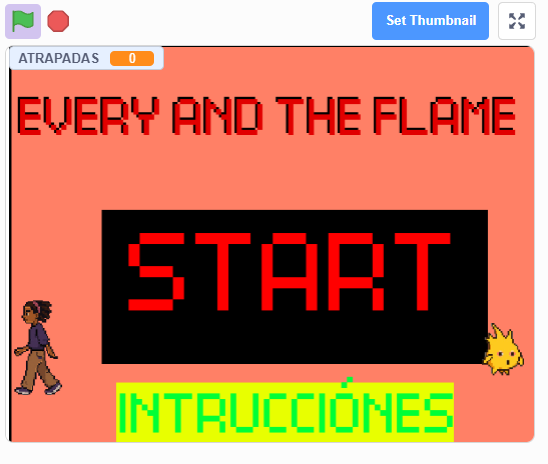 Set Thumbnail
ATRAPADAS 0
EVERY AND THE FLAME
START
INTRUCCIÓNES